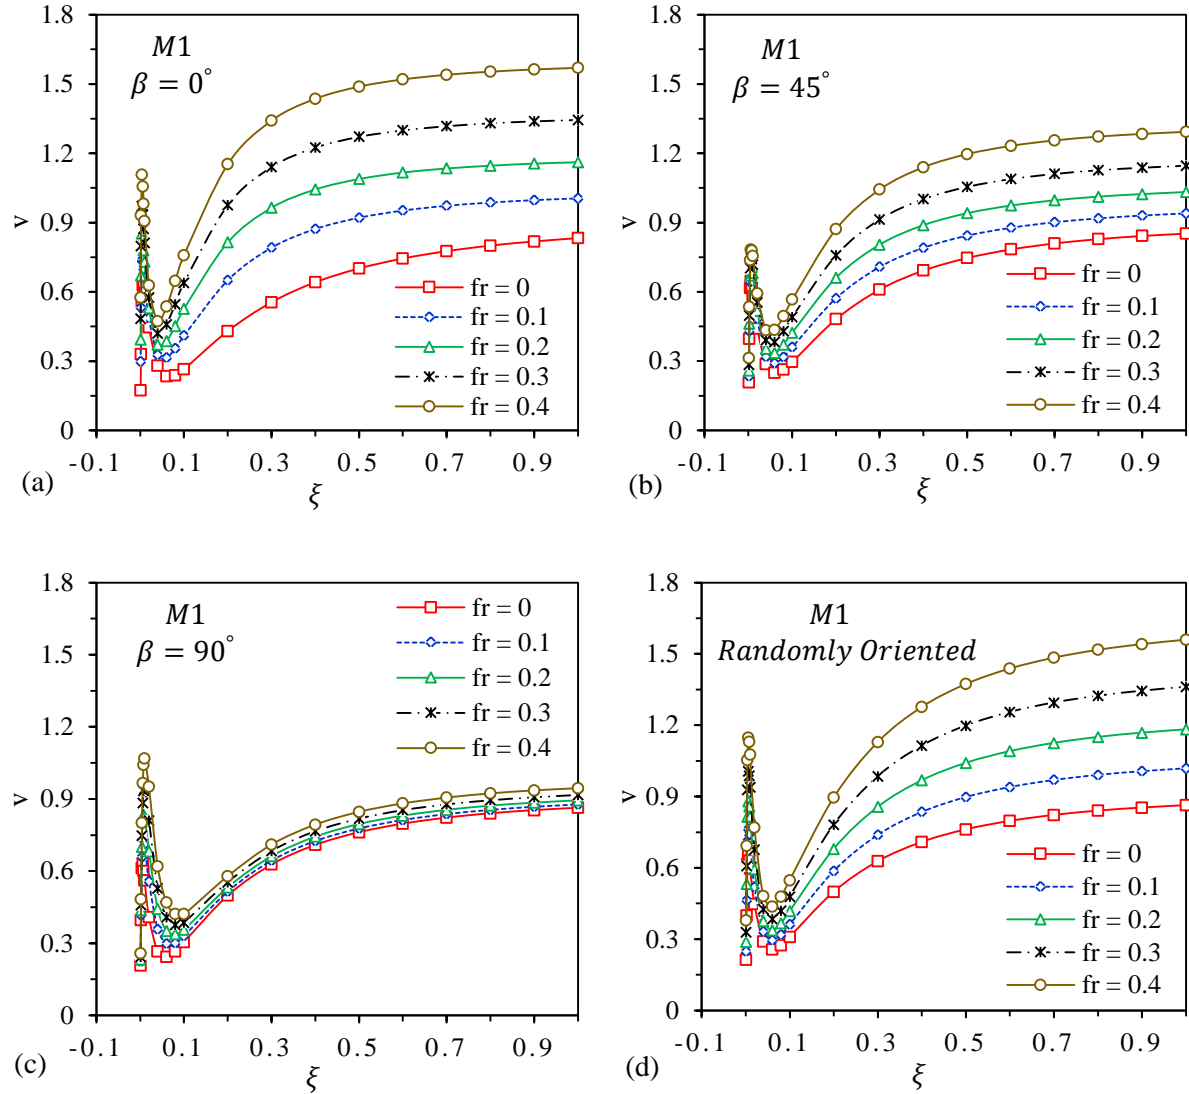 1.8
1.5
1.2
0.9
0.6
0.3
0
v
M1
β = 0°
fr = 0
fr = 0.1
fr = 0.2
fr = 0.3
fr = 0.4
-0.1 0.1 0.3 0.5 0.7 0.9
ξ
(a)
1.8
1.5
1.2
0.9
0.6
0.3
0
v
M1
β = 45°
fr = 0
fr = 0.1
fr = 0.2
fr = 0.3
fr = 0.4
-0.1 0.1 0.3 0.5 0.7 0.9
ξ
(b)
1.8
1.5
1.2
0.9
0.6
0.3
0
v
M1
β = 90°
fr = 0
fr = 0.1
fr = 0.2
fr = 0.3
fr = 0.4
-0.1 0.1 0.3 0.5 0.7 0.9
ξ
(c)
1.8
1.5
1.2
0.9
0.6
0.3
0
v
M1
Randomly Oriented
fr = 0
fr = 0.1
fr = 0.2
fr = 0.3
fr = 0.4
-0.1 0.1 0.3 0.5 0.7 0.9
ξ
(d)